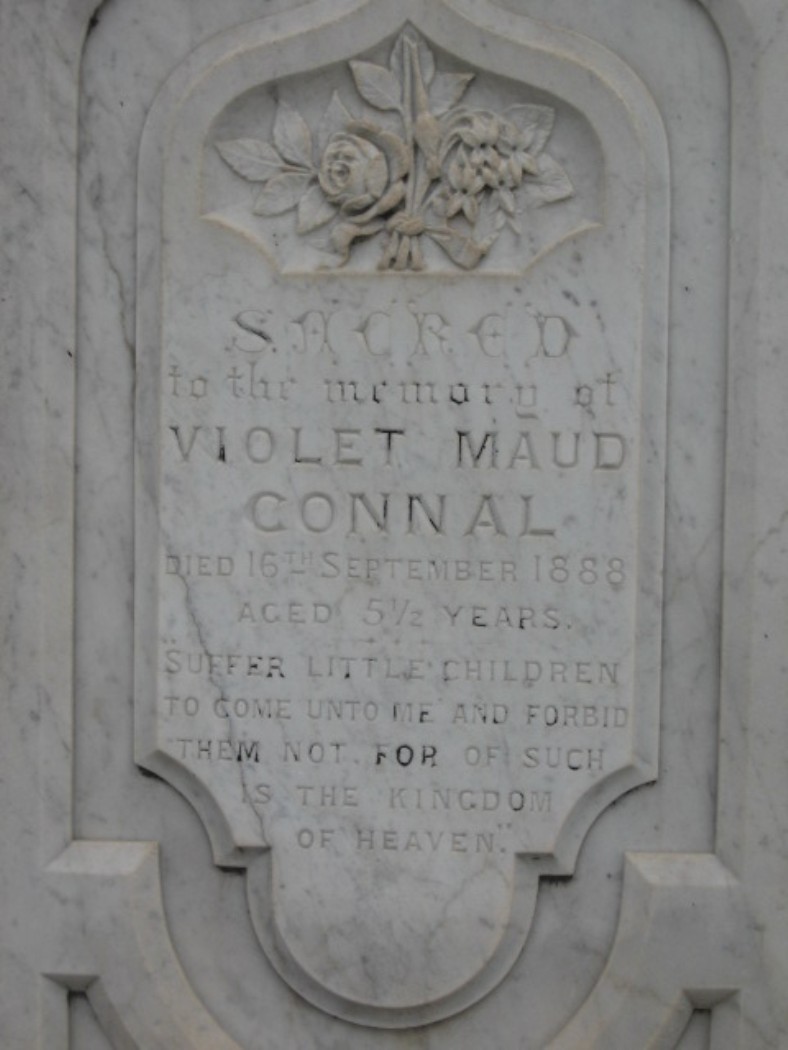 SACRED
to the memory of
VIOLET MAUD
CONNAL
DIED 16TH SEPTEMBER 1888
AGED 5½ YEARS.
"SUFFER LITTLE CHILDREN
TO COME UNTO ME AND FORBID
THEM NOT. FOR OF SUCH
IS THE KINGDOM
OF HEAVEN."